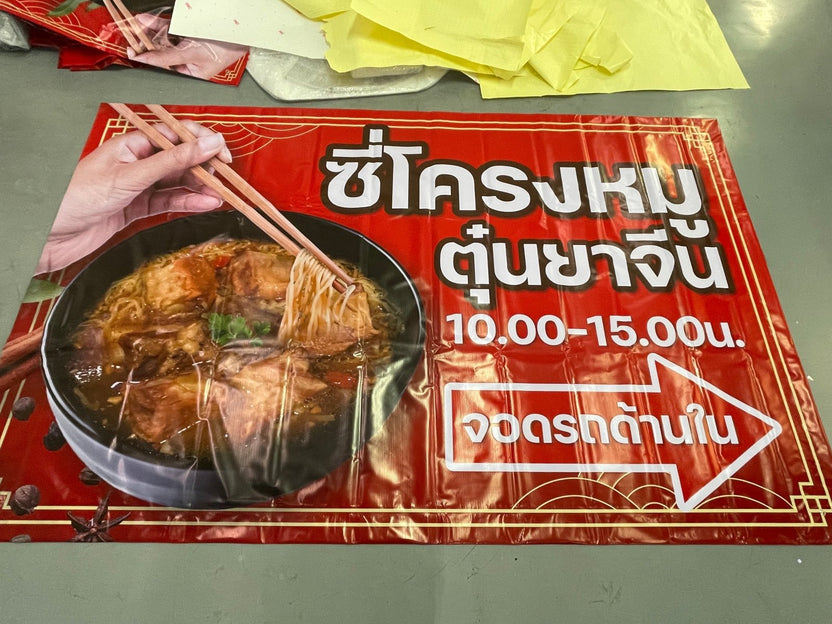 ซี่โครงหมู
ตุ๋นยาจีน
10.00-15.00น.
จอดรถด้านใน